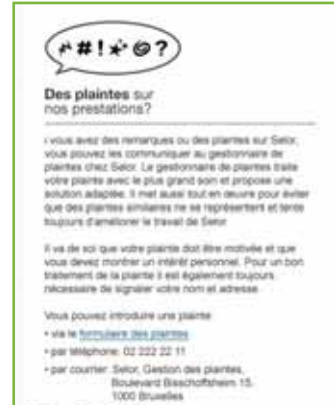 *#!*@?
Des plaintes sur
nos prestations?
i vous avez des remarques ou des plaintes sur Selor,
vous pouvez les communiquer au gestionnaire de
plaintes chez Selor. Le gestionnaire de plaintes traite
votre plainte avec le plus grand soin et propose une
solution adaptée. Il met aussi tout en oeuvre pour éviter
que des plaintes similaires ne se représentent et tente
toujours d'améliorer le travail de Selor
Il va de soi que votre plainte doit être motivée et que
vous devez montrer un intérêt personnel. Pour un bon
traitement de la plainte il est également toujours
nécessaire de signaler votre nom et adresse.
Vous pouvez introduire une plainte
• via le formulaire des plaintes
• par téléphone: 02 222 22 11
• par courrier: Selor, Gestion des plaintes,
Boulevard Bisschoffsheim 15,
1000 Bruxelles